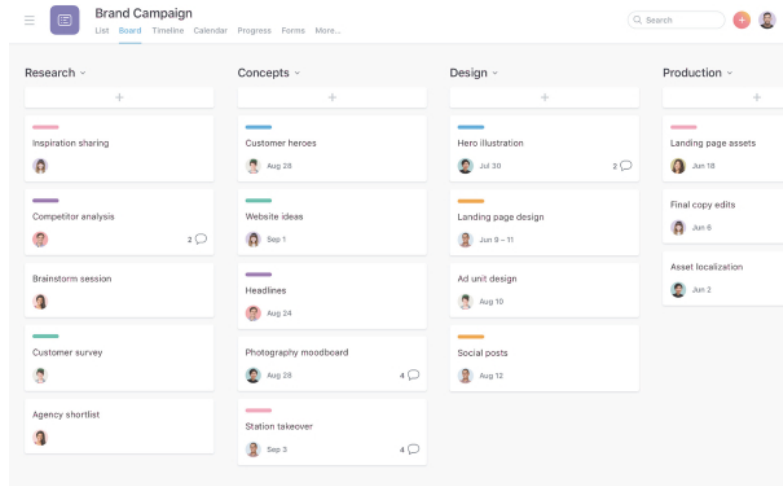 Brand Campaign
List Board Timeline Calendar Progress Forms More...
Search
Research
Inspiration sharing
Competitor analysis
2
Brainstorm session
Customer survey
Agency shortlist
Concepts
Customer heroes
Aug 28
Website ideas
Sep 1
Headlines
Aug 24
Photography moodboard
Aug 28
4
Station takeover
Sep 3
4
Design
Hero illustration
Jul 30
2
Landing page design
Jun 9 – 11
Ad unit design
Aug 10
Social posts
Aug 12
Production
Landing page assets
Jun 18
Final copy edits
Jun 6
Asset localization
Jun 2